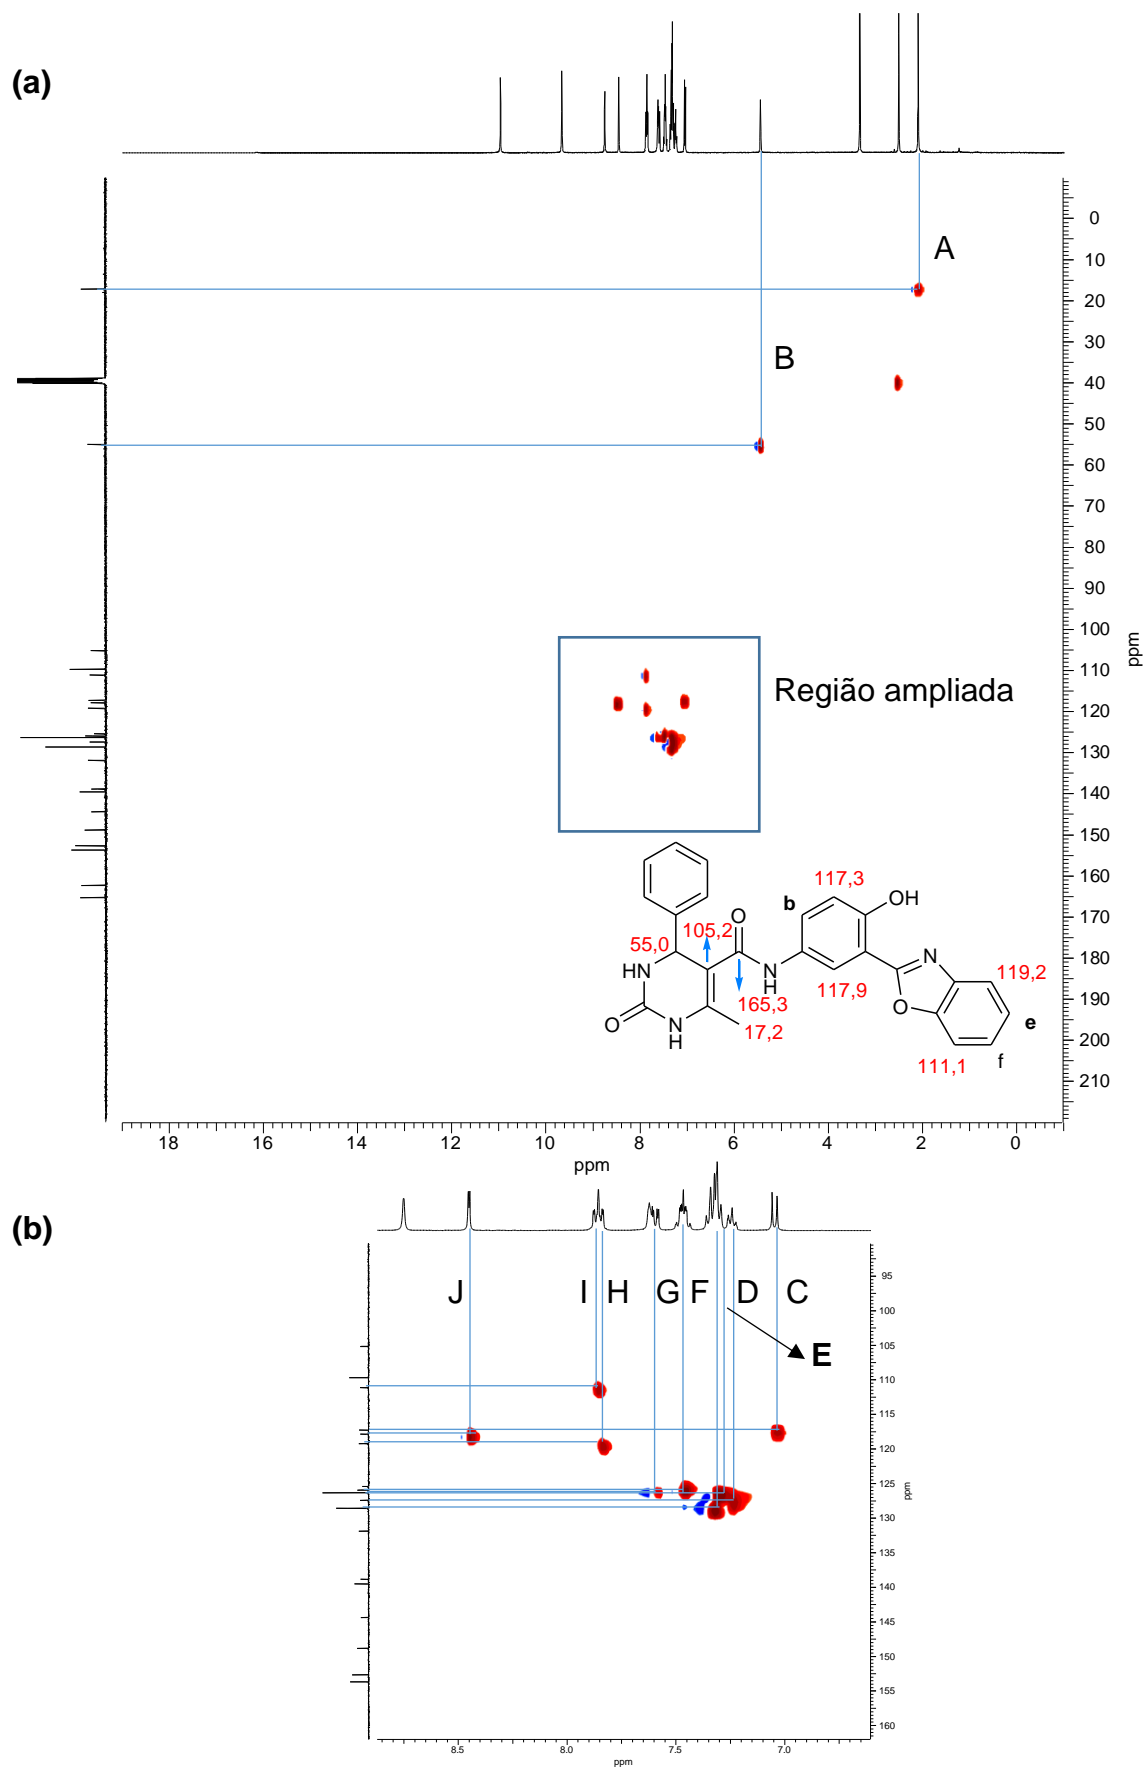 (a)
A
B
0
10
20
30
40
50
60
70
80
90
100
110
120
130
140
150
160
170
180
190
200
210
ppm
Região ampliada
117,3
OH
b
O
105,2
55,0
N
HN
N
H
119,2
117,9
165,3
O
O
N
H
17,2
e
f
111,1
18 16 14 12 10 8 6 4 2 0
ppm
(b)
J I H G F D C
E
95
100
105
110
115
120
125
130
135
140
145
150
155
160
ppm
8.5 8.0 7.5 7.0
ppm